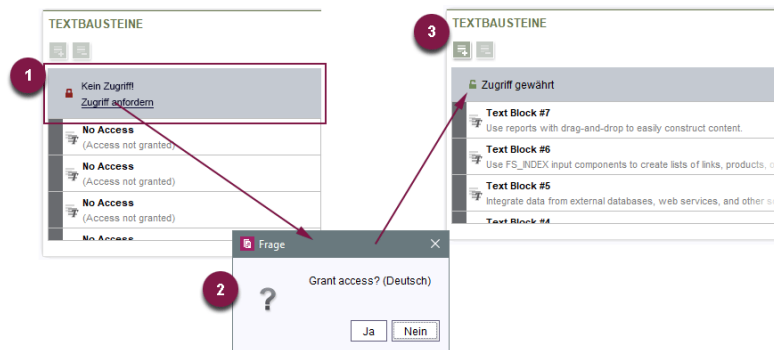 TEXTBAUSTEINE
1
Kein Zugriff!
Zugriff anfordern
No Access
(Access not granted)
No Access
(Access not granted)
No Access
(Access not granted)
No Access
2
Frage
?
Grant access? (Deutsch)
Ja
Nein
3
TEXTBAUSTEINE
Zugriff gewährt
Text Block #7
Use reports with drag-and-drop to easily construct content.
Text Block #6
Use FS_INDEX input components to create lists of links, products,
Text Block #5
Integrate data from external databases, web services, and other
Text Block #4